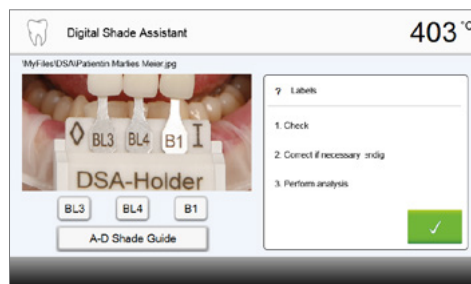 Digital Shade Assistant
403 °C
\MyFiles\DSA\Patientin Marlies Meier.jpg
BL3 BL4 B1
DSA-Holder
BL3 BL4 B1
A-D Shade Guide
? Labels
1. Check
2. Correct if necessary :ndig
3. Perform analysis